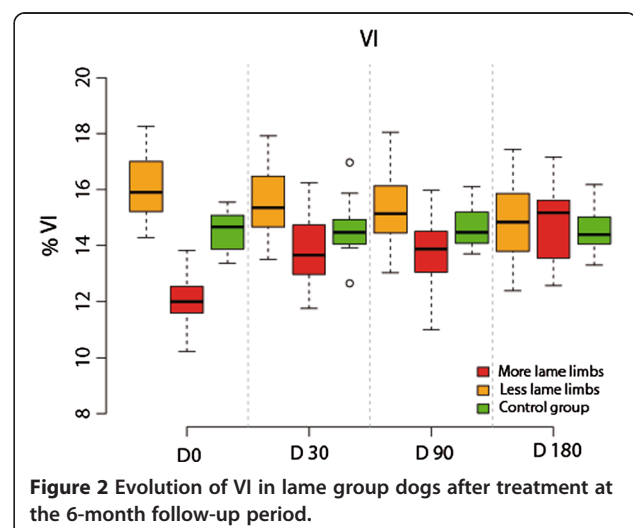 VI
% VI
20
18
16
14
12
10
8
More lame limbs
Less lame limbs
Control group
D0
D 30
D 90
D 180
Figure 2 Evolution of VI in lame group dogs after treatment at
the 6-month follow-up period.